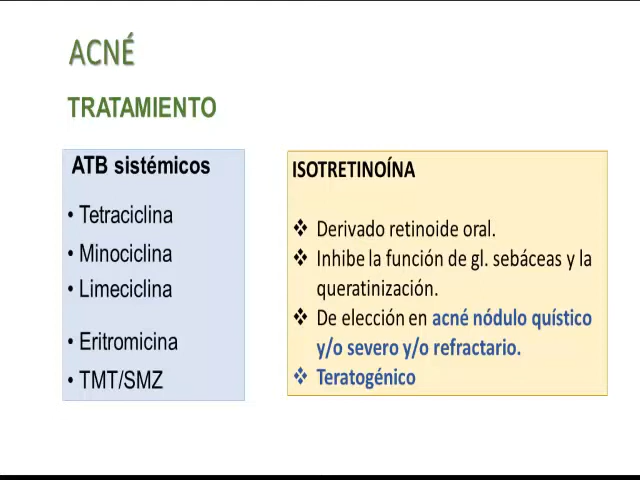 ACNÉ
TRATAMIENTO
ATB sistémicos
• Tetraciclina
• Minociclina
• Limeciclina
• Eritromicina
• TMT/SMZ
ISOTRETINOÍNA
❖ Derivado retinoide oral.
❖ Inhibe la función de gl. sebáceas y la
queratinización.
❖ De elección en acné nódulo quístico
y/o severo y/o refractario.
❖ Teratogénico